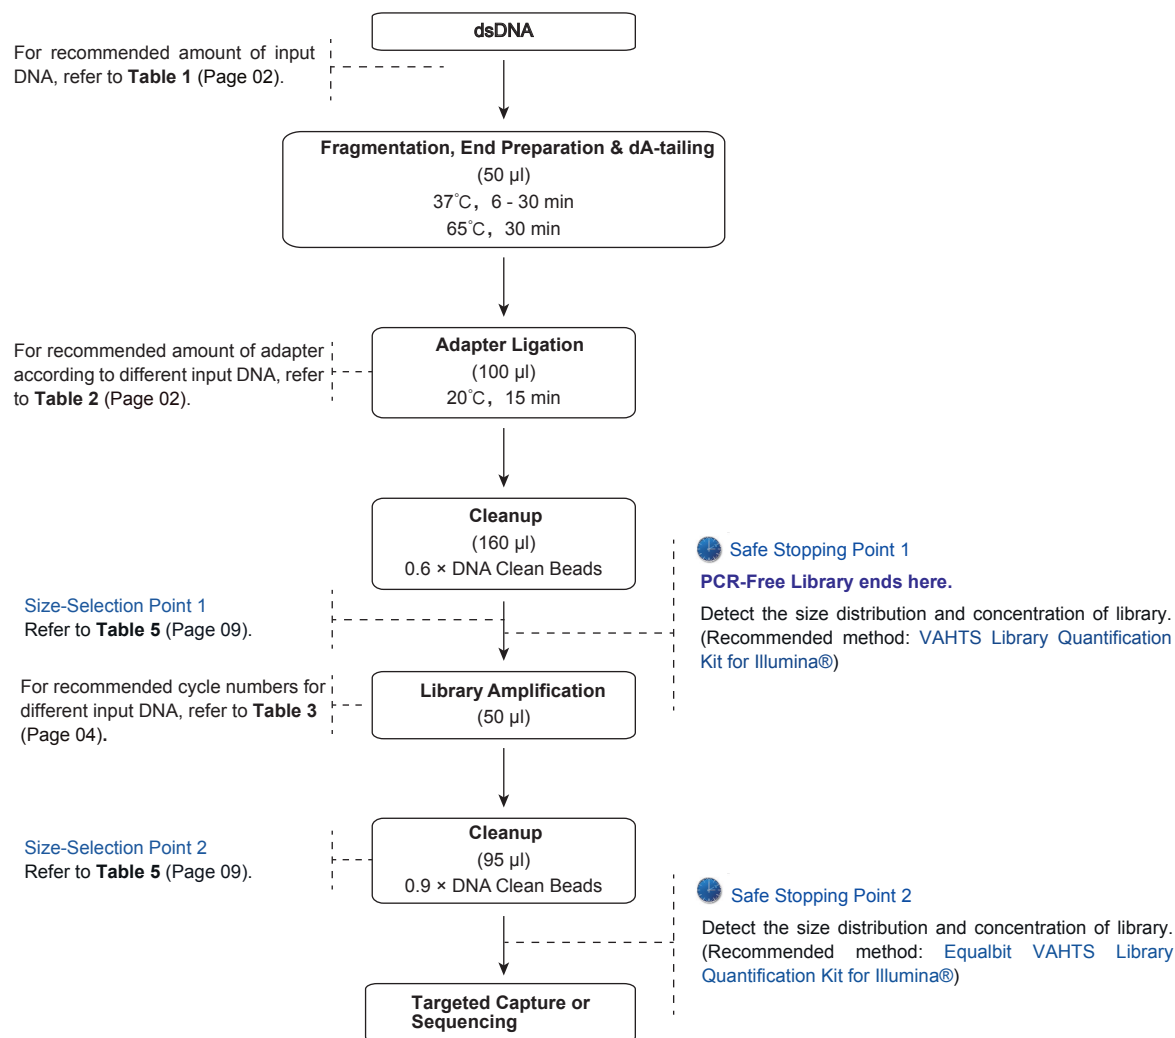 dsDNA
For recommended amount of input
DNA, refer to Table 1 (Page 02).
Fragmentation, End Preparation & dA-tailing
(50 µl)
37℃, 6 - 30 min
65℃, 30 min
For recommended amount of adapter
according to different input DNA, refer
to Table 2 (Page 02).
Adapter Ligation
(100 µl)
20℃, 15 min
Cleanup
(160 µl)
0.6 × DNA Clean Beads
Safe Stopping Point 1
PCR-Free Library ends here.
Detect the size distribution and concentration of library.
(Recommended method: VAHTS Library Quantification
Kit for Illumina®)
Size-Selection Point 1
Refer to Table 5 (Page 09).
For recommended cycle numbers for
different input DNA, refer to Table 3
(Page 04).
Library Amplification
(50 µl)
Size-Selection Point 2
Refer to Table 5 (Page 09).
Cleanup
(95 µl)
0.9 × DNA Clean Beads
Safe Stopping Point 2
Detect the size distribution and concentration of library.
(Recommended method: Equalbit VAHTS Library
Quantification Kit for Illumina®)
Targeted Capture or
Sequencing